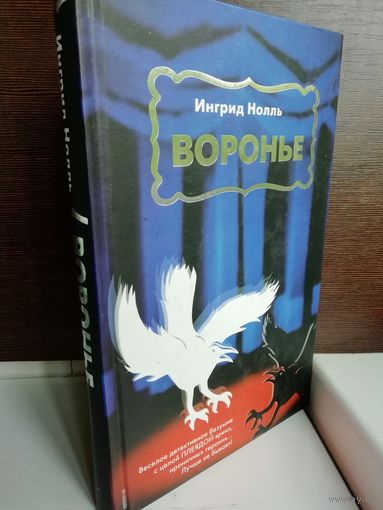 Ингрид Нолль
ВОРОНЬЕ
Веселое детективное безумие
с целой ПЛЕЯДОЙ ярких,
ироничных героинь...
Лучше не бывает!
Ингрид Нолль / ВОРОНЬЕ